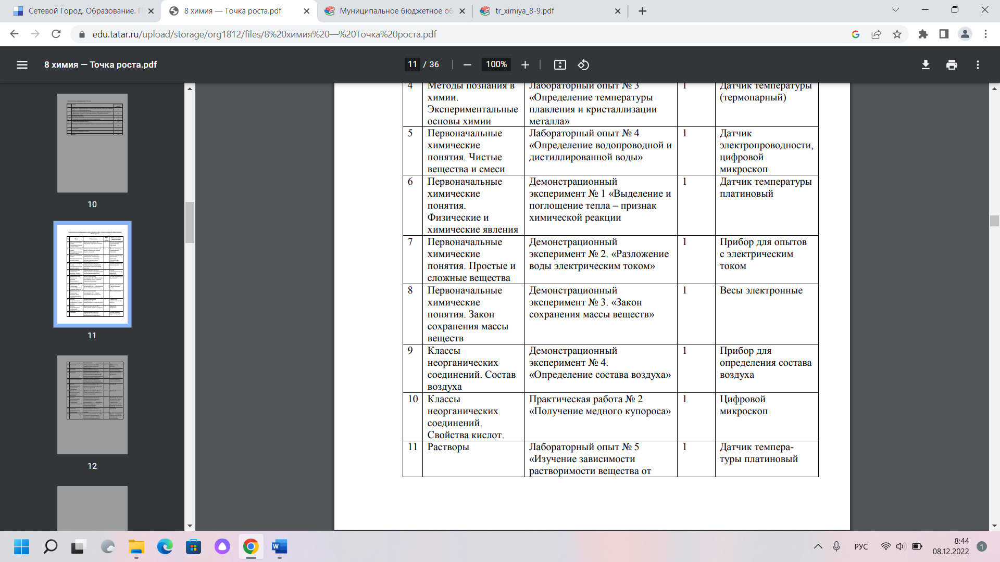 Сетевой Город. Образование. П
8 химия — Точка роста.pdf
Муниципальное бюджетное об
tr_ximiya_8-9.pdf
edu.tatar.ru/upload/storage/org1812/files/8%20химия%20—%20Точка%20роста.pdf
8 химия — Точка роста.pdf
11 / 36
100%
10
11
12
4 Методы познания в Лабораторный опыт № 3 1 Датчик температуры
химии. «Определение температуры (термопарный)
Экспериментальные плавления и кристаллизации
основы химии металла»
5 Первоначальные Лабораторный опыт № 4 1 Датчик
химические «Определение водопроводной и электропроводности,
понятия. Чистые дистиллированной воды» цифровой
вещества и смеси микроскоп
6 Первоначальные Демонстрационный 1 Датчик температуры
химические эксперимент № 1 «Выделение и платиновый
понятия. поглощение тепла – признак
Физические и химической реакции
химические явления
7 Первоначальные Демонстрационный 1 Прибор для опытов
химические эксперимент № 2. «Разложение с электрическим
понятия. Простые и воды электрическим током» током
сложные вещества
8 Первоначальные Демонстрационный 1 Весы электронные
химические эксперимент № 3. «Закон
понятия. Закон сохранения массы веществ»
сохранения массы
веществ
9 Классы Демонстрационный 1 Прибор для
неорганических эксперимент № 4. определения состава
соединений. Состав «Определение состава воздуха» воздуха
воздуха
10 Классы Практическая работа № 2 1 Цифровой
неорганических «Получение медного купороса» микроскоп
соединений.
Свойства кислот.
11 Растворы Лабораторный опыт № 5 1 Датчик темпера-
«Изучение зависимости туры платиновый
растворимости вещества от
РУС
8:44
08.12.2022
1